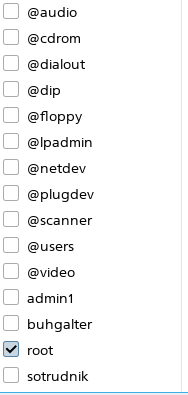 @audio
@cdrom
@dialout
@dip
@floppy
@lpadmin
@netdev
@plugdev
@scanner
@users
@video
admin1
buhgalter
root
sotrudnik